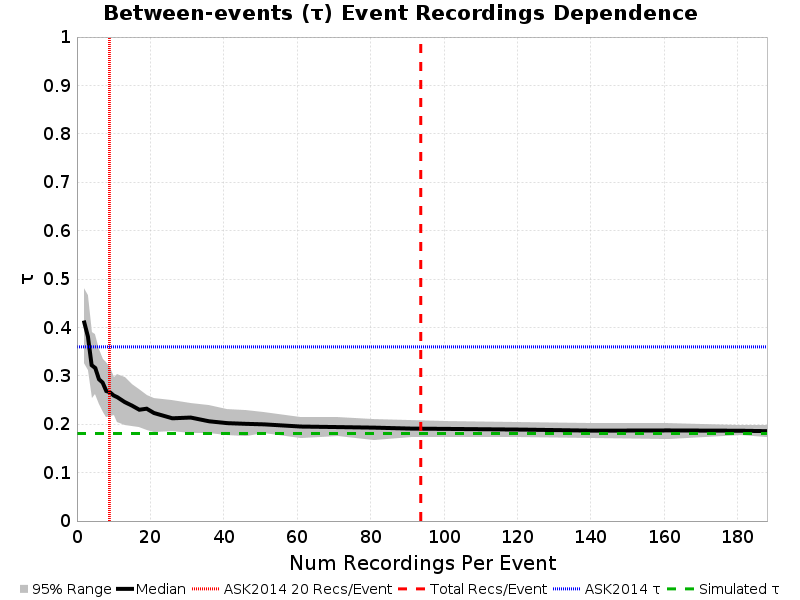 Between-events (τ) Event Recordings Dependence
1
0.9
0.8
0.7
0.6
0.5
0.4
0.3
0.2
0.1
0
τ
0 20 40 60 80 100 120 140 160 180
Num Recordings Per Event
95% Range Median ASK2014 20 Recs/Event Total Recs/Event ASK2014 τ Simulated τ